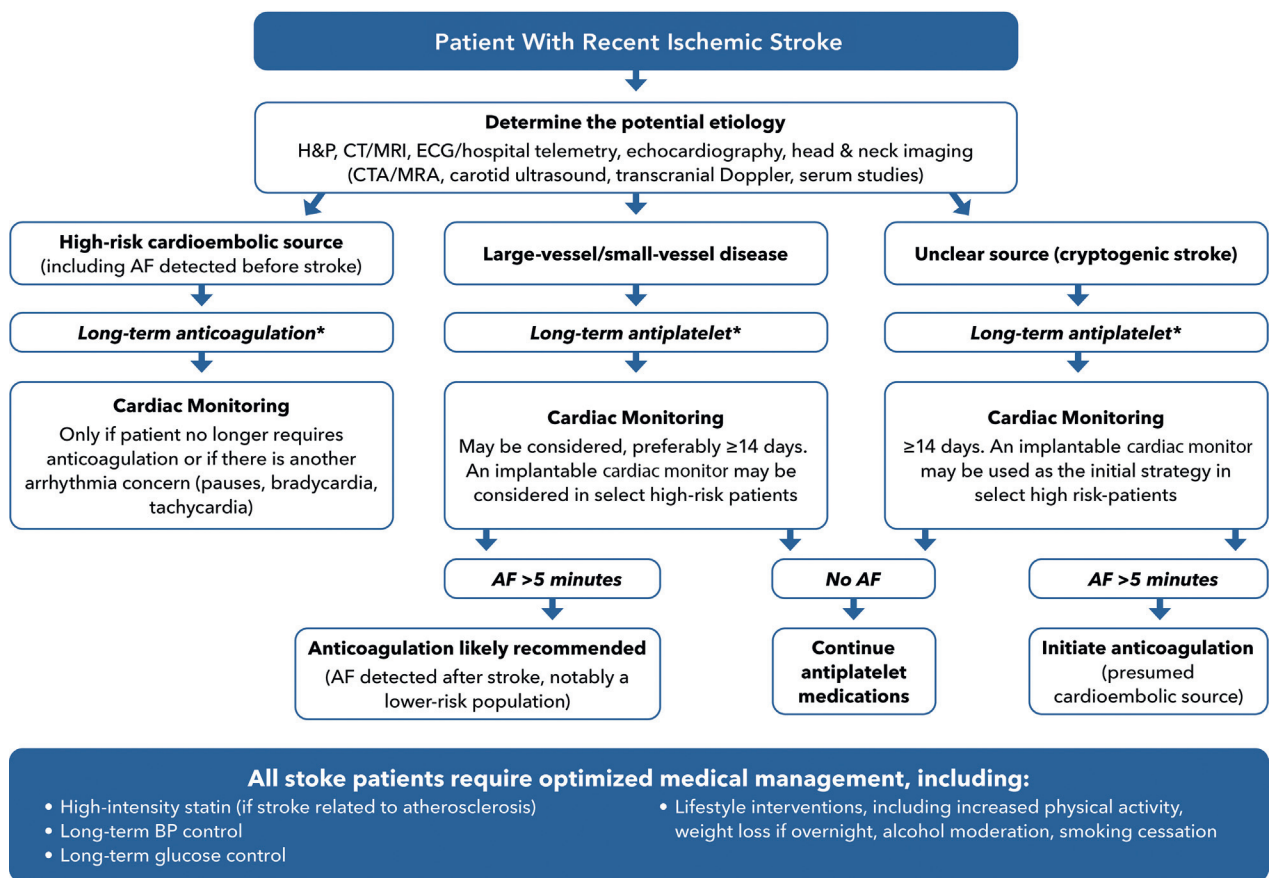 Patient With Recent Ischemic Stroke
Determine the potential etiology
H&P, CT/MRI, ECG/hospital telemetry, echocardiography, head & neck imaging
(CTA/MRA, carotid ultrasound, transcranial Doppler, serum studies)
High-risk cardioembolic source
(including AF detected before stroke)
Large-vessel/small-vessel disease
Unclear source (cryptogenic stroke)
Long-term anticoagulation*
Long-term antiplatelet*
Long-term antiplatelet*
Cardiac Monitoring
Only if patient no longer requires
anticoagulation or if there is another
arrhythmia concern (pauses, bradycardia,
tachycardia)
Cardiac Monitoring
May be considered, preferably ≥14 days.
An implantable cardiac monitor may be
considered in select high-risk patients
Cardiac Monitoring
≥14 days. An implantable cardiac monitor
may be used as the initial strategy in
select high risk-patients
AF >5 minutes
No AF
AF >5 minutes
Anticoagulation likely recommended
(AF detected after stroke, notably a
lower-risk population)
Continue
antiplatelet
medications
Initiate anticoagulation
(presumed
cardioembolic source)
All stoke patients require optimized medical management, including:
• High-intensity statin (if stroke related to atherosclerosis)
• Long-term BP control
• Long-term glucose control
• Lifestyle interventions, including increased physical activity,
weight loss if overnight, alcohol moderation, smoking cessation